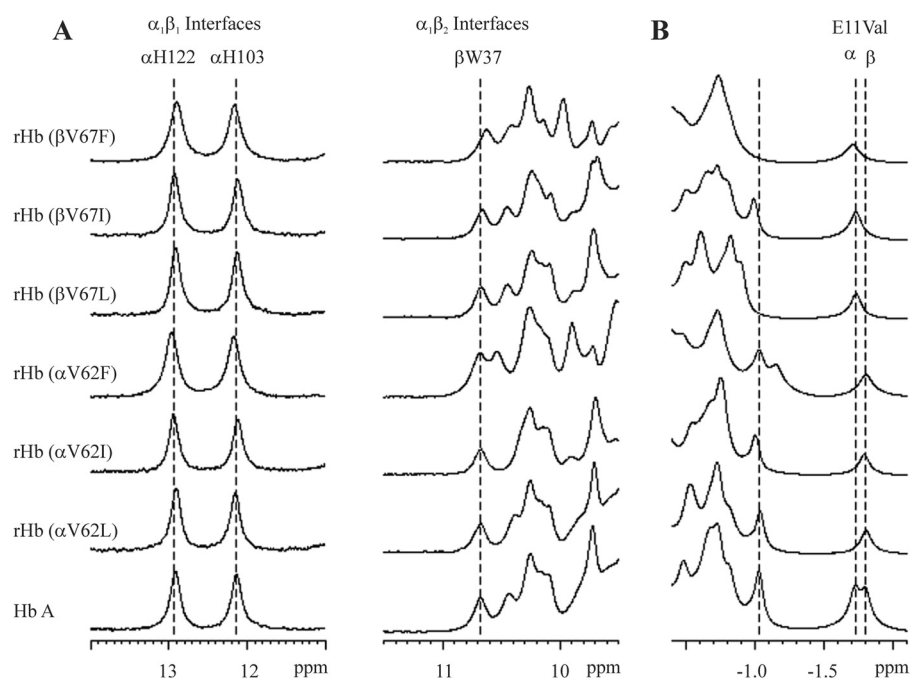 A
α₁β₁ Interfaces
αH122 αH103
α₁β₂ Interfaces
βW37
B
E11Val
α β
rHb (βV67F)
rHb (βV67I)
rHb (βV67L)
rHb (αV62F)
rHb (αV62I)
rHb (αV62L)
Hb A
13 12 ppm
11 10 ppm
-1.0 -1.5 ppm